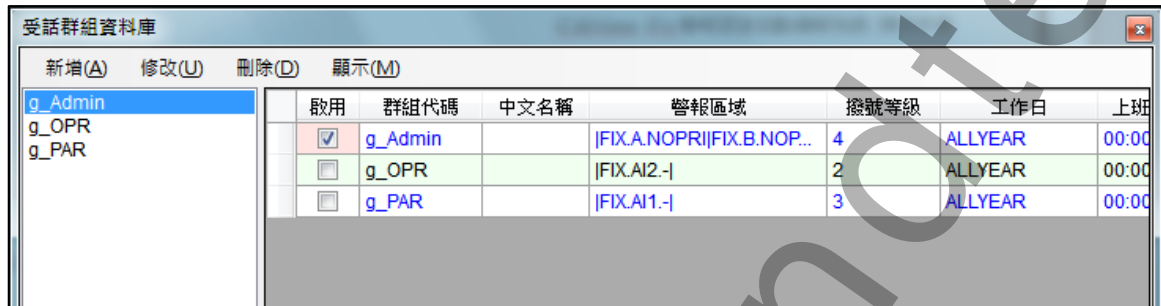 受話群組資料庫
新增(A) 修改(U) 刪除(D) 顯示(M)
g_Admin
g_OPR
g_PAR
啟用 群組代碼 中文名稱 警報區域 撥號等級 工作日 上班
g_Admin |FIX.A.NOPRI|FIX.B.NOP... 4 ALLYEAR 00:00
g_OPR |FIX.AI2.-| 2 ALLYEAR 00:00
g_PAR |FIX.AI1.-| 3 ALLYEAR 00:00